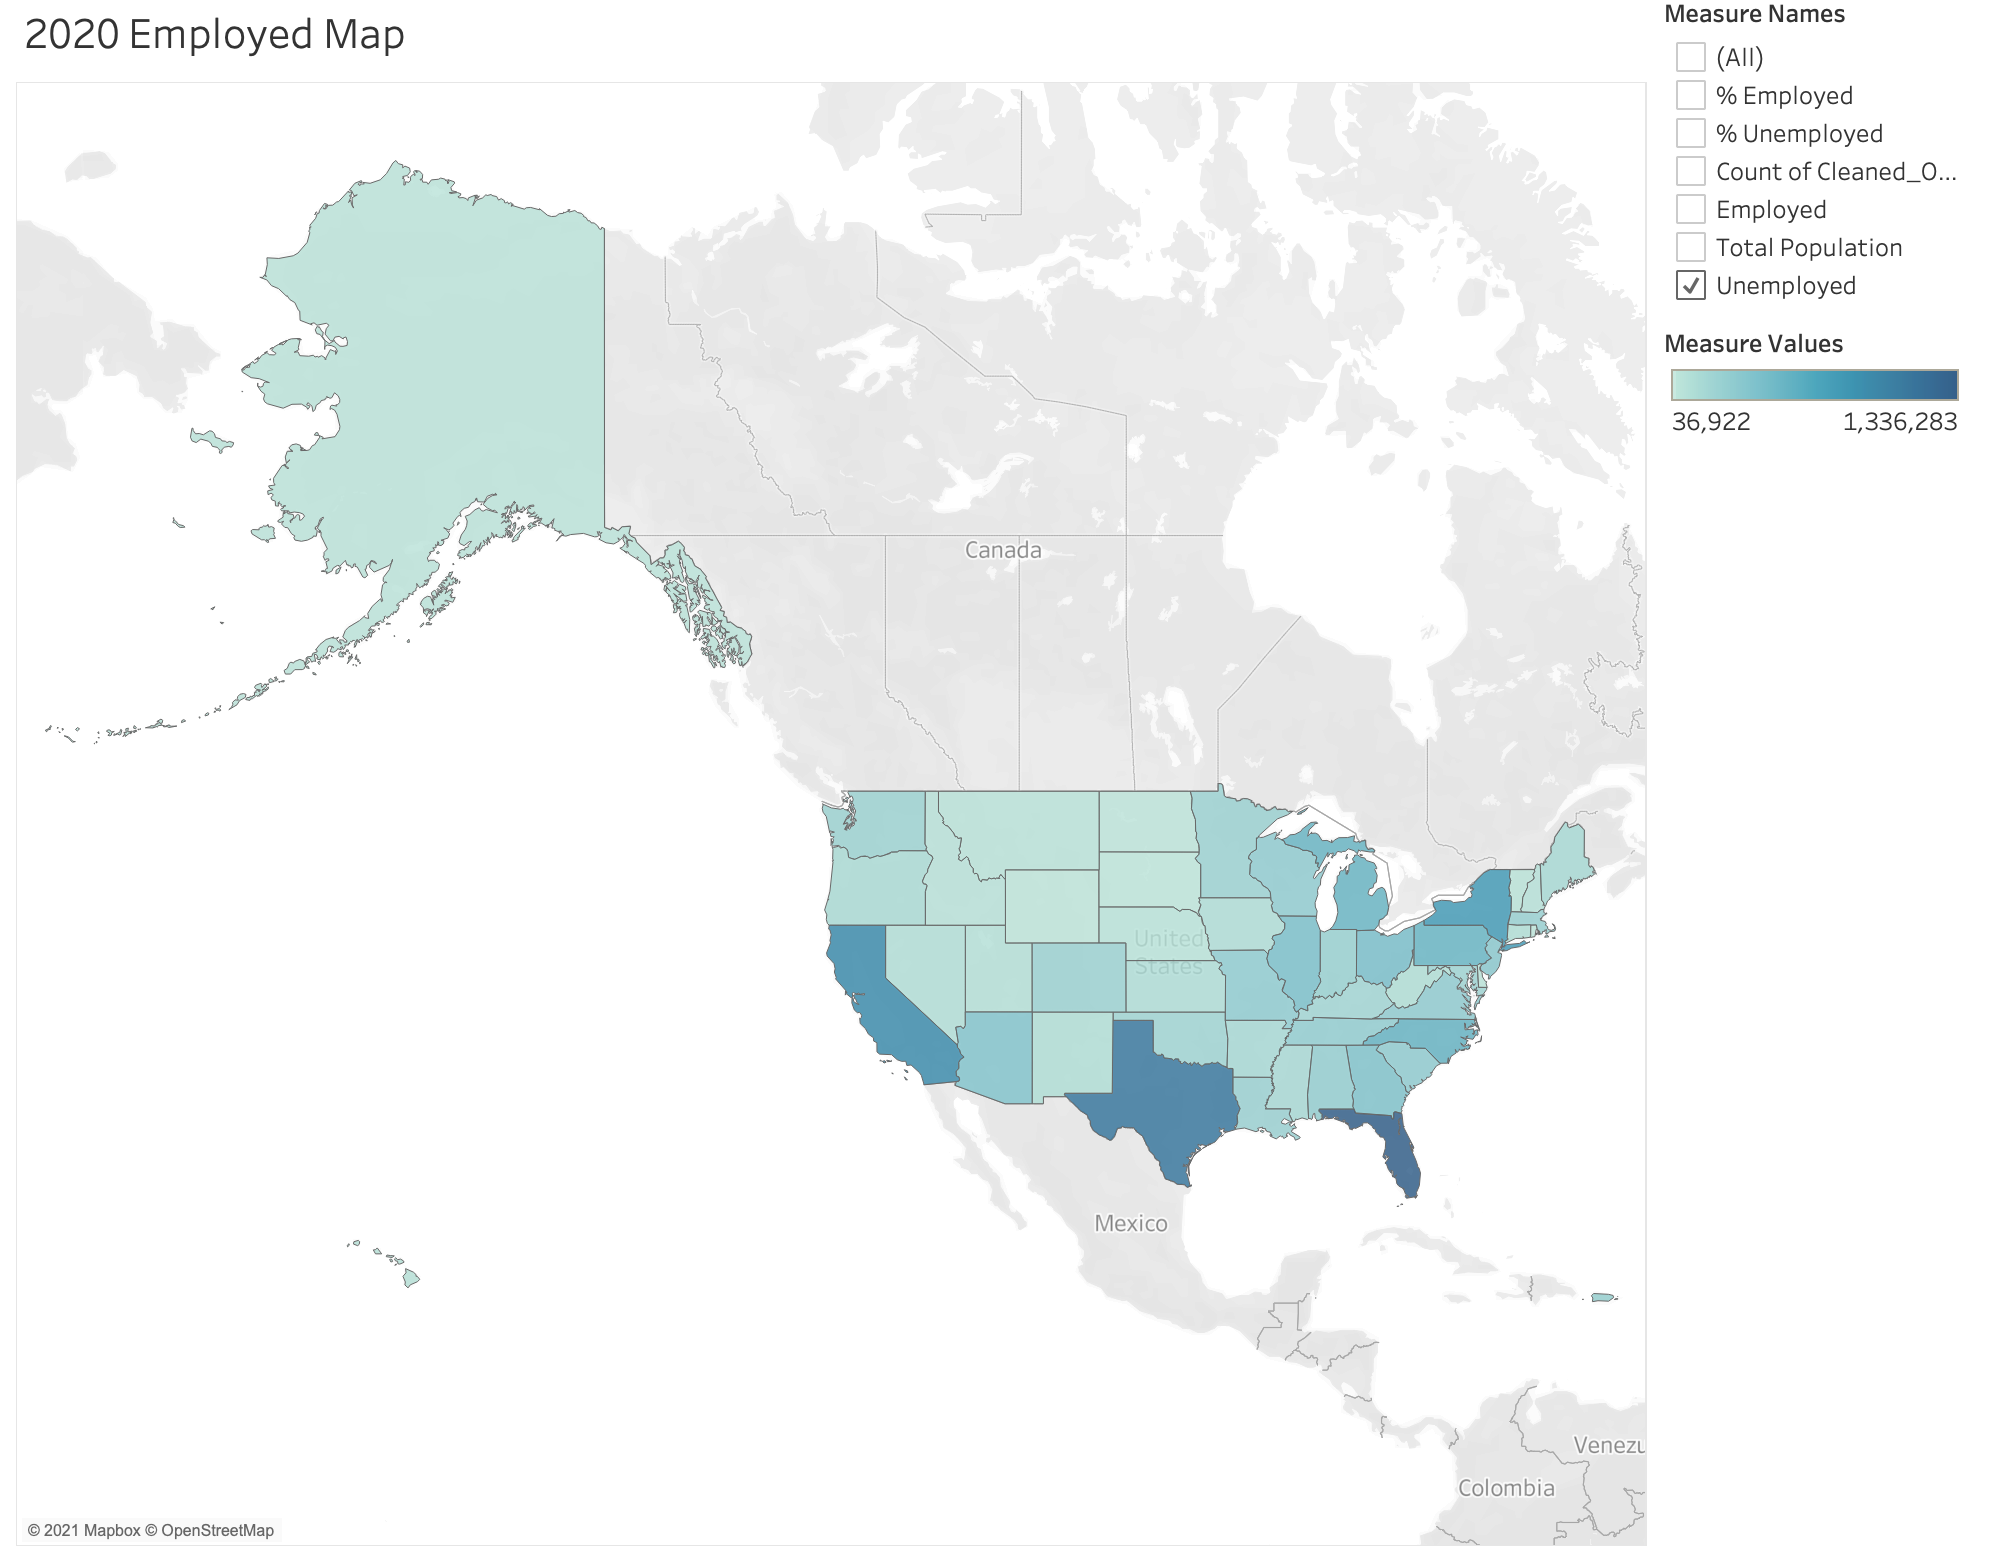 2020 Employed Map
Measure Names
(All)
% Employed
% Unemployed
Count of Cleaned_O...
Employed
Total Population
Unemployed
Measure Values
36,922
1,336,283
Canada
United
States
Mexico
Venezu
Colombia
© 2021 Mapbox © OpenStreetMap